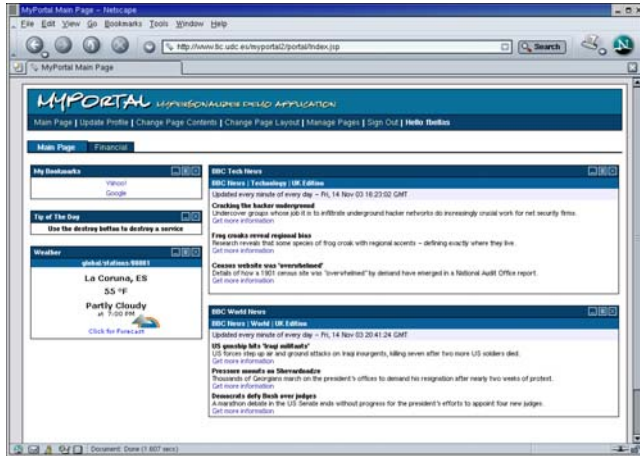 MyPortal Main Page – Netscape
File Edit View Go Bookmarks Tools Window Help
http://www.tic.udc.es/myportal2/portal/Index.jsp
Search
N
MyPortal Main Page
MYPORTAL MYPERSONALIZER DEMO APPLICATION
Main Page | Update Profile | Change Page Contents | Change Page Layout | Manage Pages | Sign Out | Hello fbellas
Main Page Financial
My Bookmarks
Yahoo!
Google
Tip of The Day
Use the destroy button to destroy a service
Weather
global/stations/08001
La Coruna, ES
55 °F
Partly Cloudy
at 7:00 PM
Click for Forecast
BBC Tech News
BBC News | Technology | UK Edition
Updated every minute of every day – Fri, 14 Nov 03 16:23:02 GMT
Cracking the hacker underground
Undercover groups whose job it is to infiltrate underground hacker networks do increasingly crucial work for net security firms.
Get more information
Frog croaks reveal regional bias
Research reveals that some species of frog croak with regional accents – defining exactly where they live.
Get more information
Census website was 'overwhelmed'
Details of how a 1901 census site was "overwhelmed" by demand have emerged in a National Audit Office report.
Get more information
BBC World News
BBC News | World | UK Edition
Updated every minute of every day – Fri, 14 Nov 03 20:41:24 GMT
US gunship hits 'Iraqi militants'
US forces step up air and ground attacks on Iraqi insurgents, killing seven after two more US soldiers died.
Get more information
Pressure mounts on Shevardnadze
Thousands of Georgians march on the president's offices to demand his resignation after nearly two weeks of protest.
Get more information
Democrats defy Bush over judges
A marathon debate in the US Senate ends without progress for the president's efforts to appoint four new judges.
Get more information
Document: Done (1.807 secs)